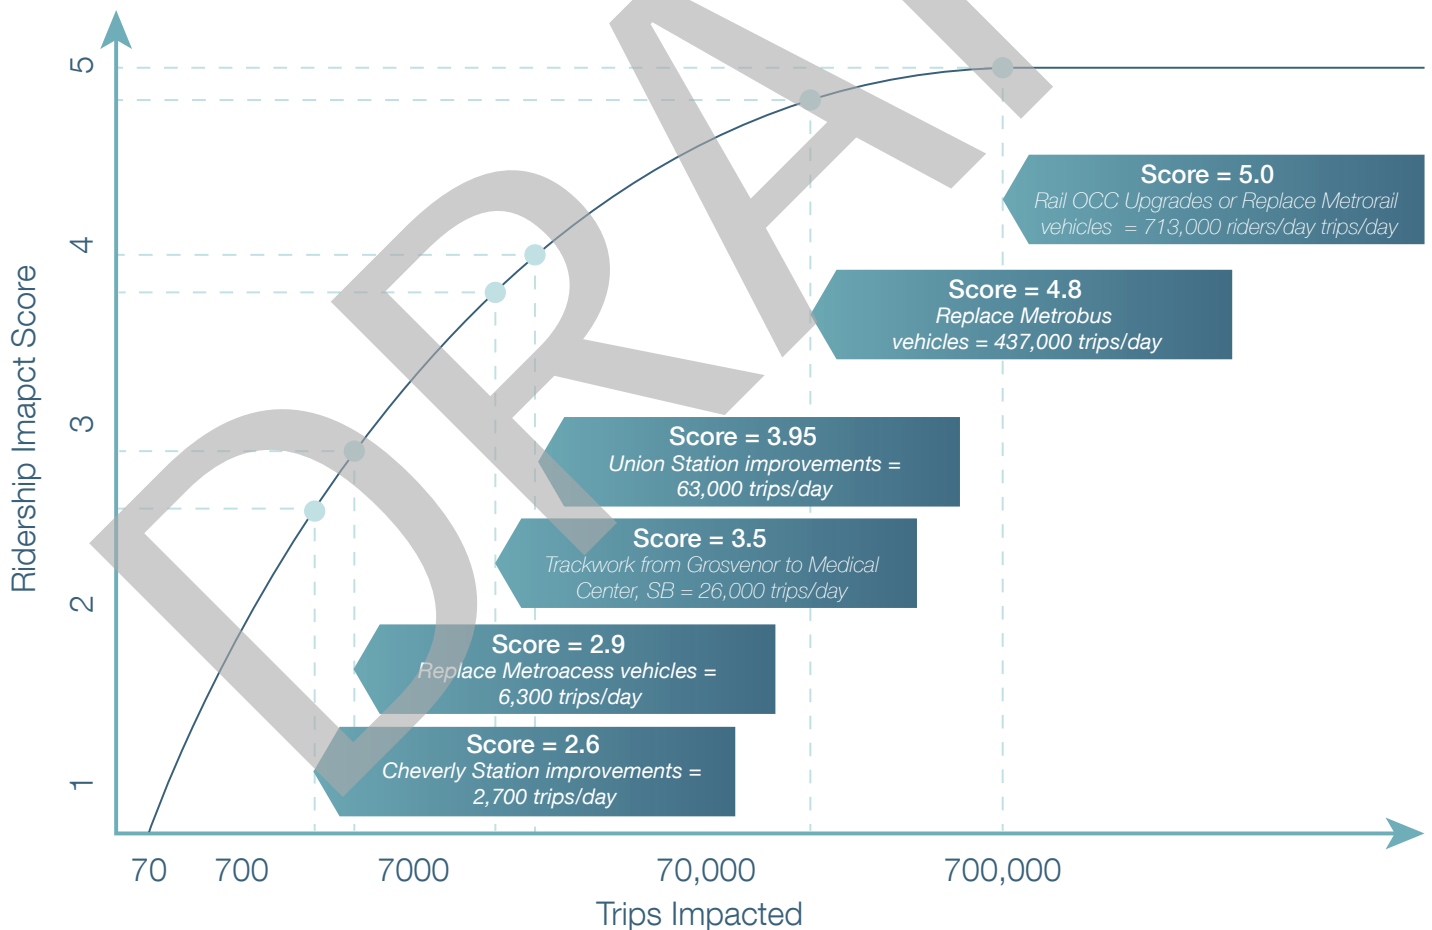 5
4
3
2
1
Ridership Imapct Score
DRAF
Score = 5.0
Rail OCC Upgrades or Replace Metrorail
vehicles = 713,000 riders/day trips/day
Score = 4.8
Replace Metrobus
vehicles = 437,000 trips/day
Score = 3.95
Union Station improvements =
63,000 trips/day
Score = 3.5
Trackwork from Grosvenor to Medical
Center, SB = 26,000 trips/day
Score = 2.9
Replace Metroacess vehicles =
6,300 trips/day
Score = 2.6
Cheverly Station improvements =
2,700 trips/day
70 700 7000 70,000 700,000
Trips Impacted